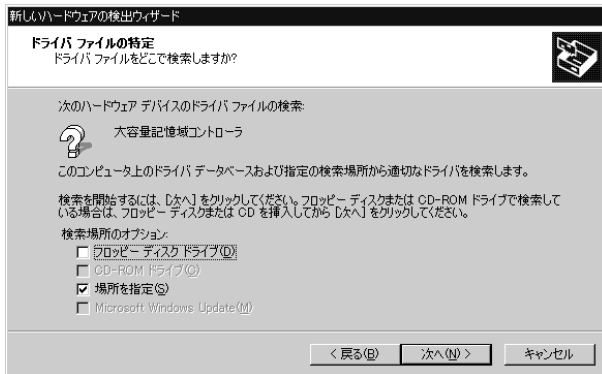 新しいハードウェアの検出ウィザード
ドライバ ファイルの特定
ドライバ ファイルをどこで検索しますか?
次のハードウェア デバイスのドライバ ファイルの検索:
大容量記憶域コントローラ
このコンピュータ上のドライバ データベースおよび指定の検索場所から適切なドライバを検索します。
検索を開始するには、[次へ] をクリックしてください。フロッピー ディスクまたは CD-ROM ドライブで検索して
いる場合は、フロッピー ディスクまたは CD を挿入してから [次へ] をクリックしてください。
検索場所のオプション:
フロッピー ディスク ドライブ(D)
CD-ROM ドライブ(C)
場所を指定(S)
Microsoft Windows Update(M)
< 戻る(B) 次へ(N) > キャンセル